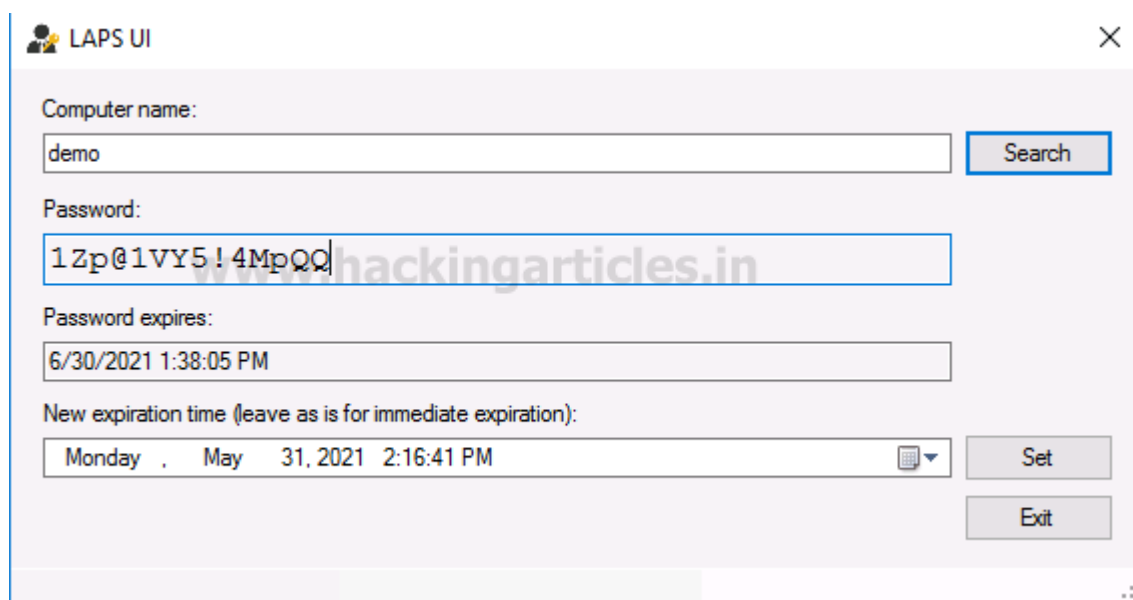 LAPS UI
Computer name:
demo
Search
Password:
1Zp@1VY5!4MpQQ
www.hackingarticles.in
Password expires:
6/30/2021 1:38:05 PM
New expiration time (leave as is for immediate expiration):
Monday , May 31, 2021 2:16:41 PM
Set
Exit